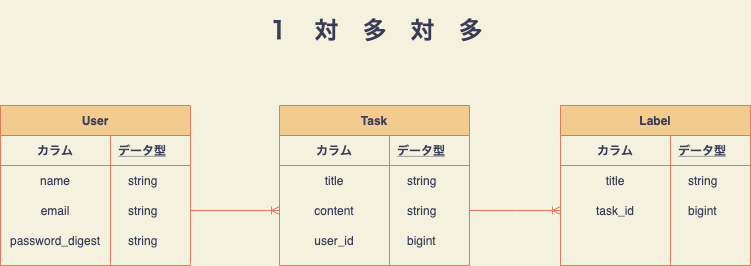 1 対 多 対 多
User
カラム データ型
name string
email string
password_digest string
Task
カラム データ型
title string
content string
user_id bigint
Label
カラム データ型
title string
task_id bigint